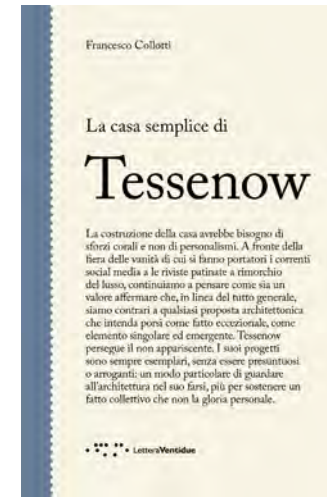 Francesco Collotti
La casa semplice di
Tessenow
La costruzione della casa avrebbe bisogno di
sforzi corali e non di personalismi. A fronte della
fiera delle vanità di cui si fanno portatori i correnti
social media a le riviste patinate a rimorchio
del lusso, continuiamo a pensare come sia un
valore affermare che, in linea del tutto generale,
siamo contrari a qualsiasi proposta architettonica
che intenda porsi come fatto eccezionale, come
elemento singolare ed emergente. Tessenow
persegue il non appariscente. I suoi progetti
sono sempre esemplari, senza essere presuntuosi
o arroganti: un modo particolare di guardare
all'architettura nel suo farsi, più per sostenere un
fatto collettivo che non la gloria personale.
LetteraVentidue